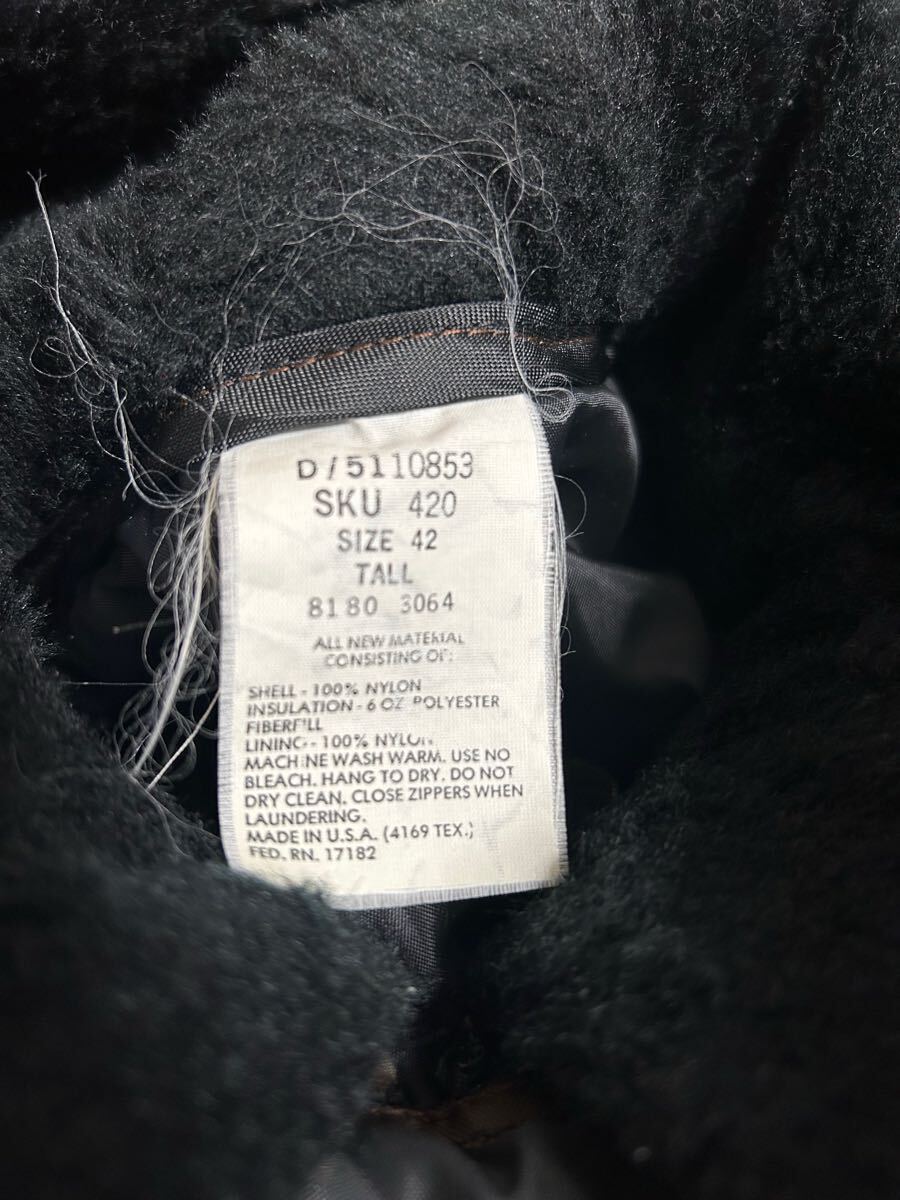 D/5110853
SKU 420
SIZE 42
TALL
8180 3064
ALL NEW MATERIAL
CONSISTING OF:
SHELL - 100% NYLON
INSULATION - 6 OZ POLYESTER
FIBERFILL
LINING - 100% NYLON.
MACHINE WASH WARM. USE NO
BLEACH. HANG TO DRY. DO NOT
DRY CLEAN. CLOSE ZIPPERS WHEN
LAUNDERING.
MADE IN U.S.A. (4169 TEX.)
FED. RN. 17182